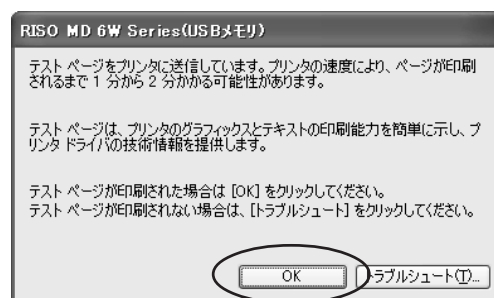 RISO MD 6W Series(USBメモリ)
テスト ページをプリンタに送信しています。プリンタの速度により、ページが印刷
されるまで 1 分から 2 分かかる可能性があります。
テスト ページは、プリンタのグラフィックスとテキストの印刷能力を簡単に示し、プ
リンタ ドライバの技術情報を提供します。
テスト ページが印刷された場合は [OK] をクリックしてください。
テスト ページが印刷されない場合は、[トラブルシュート] をクリックしてください。
OK
トラブルシュート(T)...